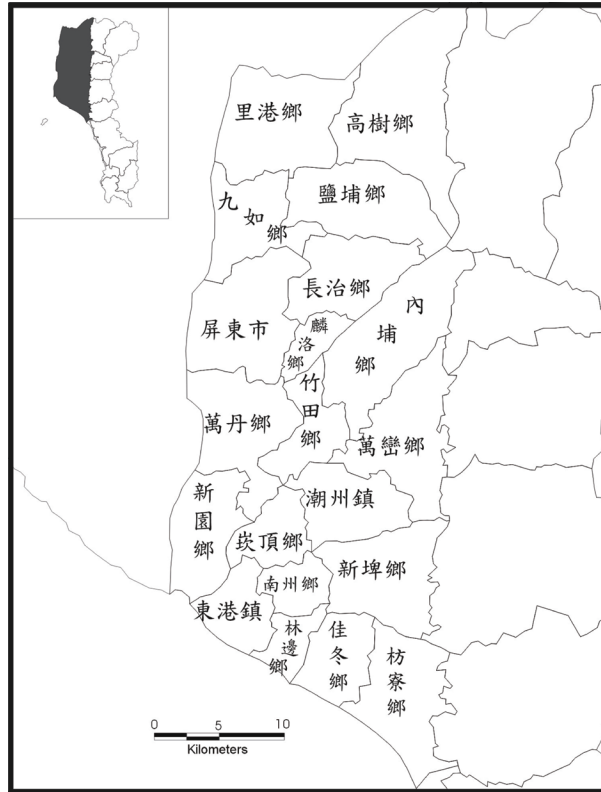 里港鄉
高樹鄉
九如鄉
鹽埔鄉
長治鄉
內埔鄉
屏東市
麟洛鄉
竹田鄉
萬丹鄉
萬巒鄉
新園鄉
潮州鎮
崁頂鄉
新埤鄉
南州鄉
東港鎮
林邊鄉
佳冬鄉
枋寮鄉
0 5 10
Kilometers